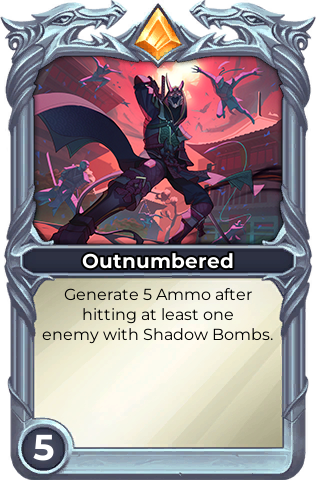 Outnumbered
Generate 5 Ammo after
hitting at least one
enemy with Shadow Bombs.
5